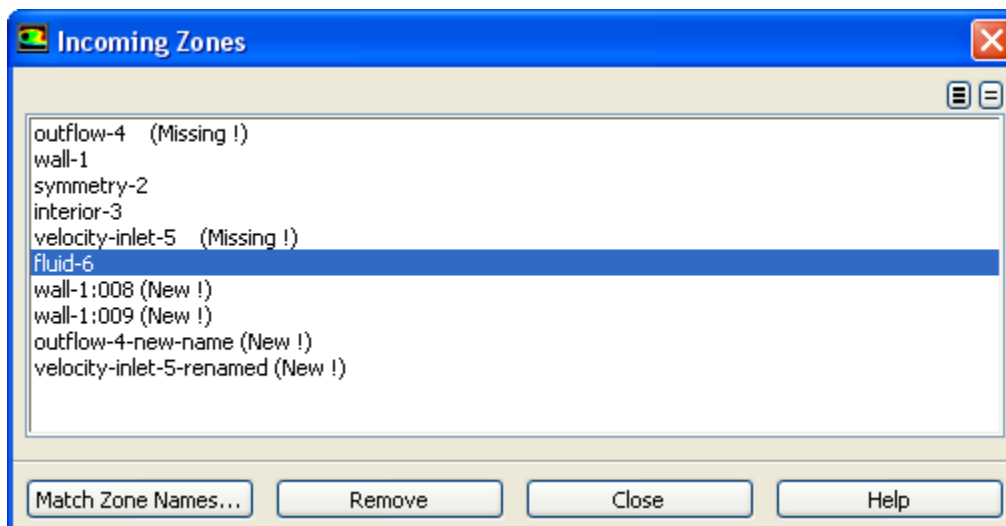 Incoming Zones
outflow-4 (Missing !)
wall-1
symmetry-2
interior-3
velocity-inlet-5 (Missing !)
fluid-6
wall-1:008 (New !)
wall-1:009 (New !)
outflow-4-new-name (New !)
velocity-inlet-5-renamed (New !)
Match Zone Names... Remove Close Help